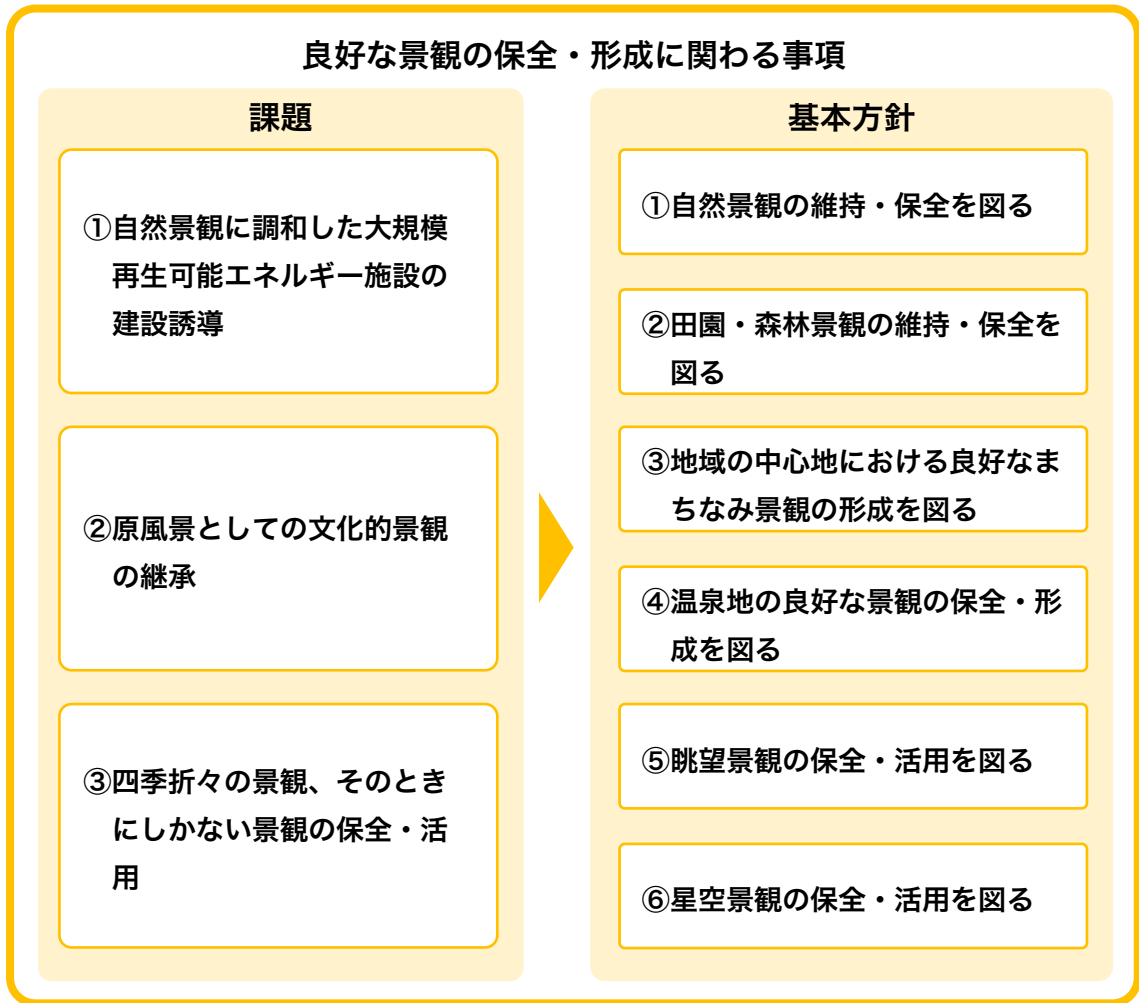 良好な景観の保全・形成に関わる事項
課題
①自然景観に調和した大規模
再生可能エネルギー施設の
建設誘導
②原風景としての文化的景観
の継承
③四季折々の景観、そのとき
にしかない景観の保全・活
用
基本方針
①自然景観の維持・保全を図る
②田園・森林景観の維持・保全を
図る
③地域の中心地における良好なま
ちなみ景観の形成を図る
④温泉地の良好な景観の保全・形
成を図る
⑤眺望景観の保全・活用を図る
⑥星空景観の保全・活用を図る